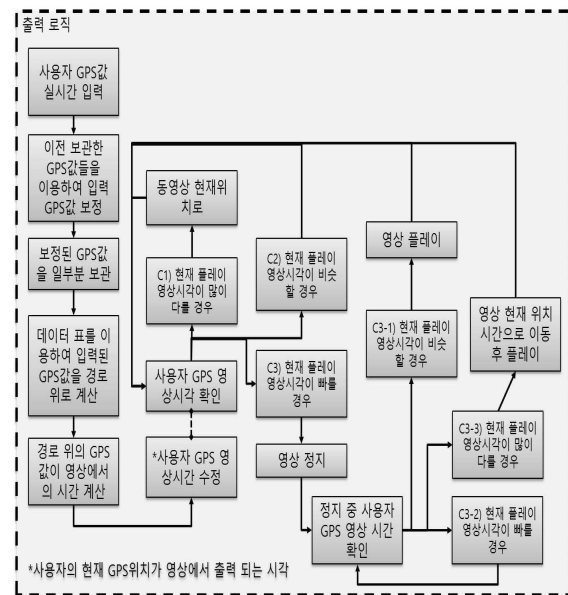 출력 로직
사용자 GPS값
실시간 입력
이전 보관한
GPS값들을
이용하여 입력
GPS값 보정
보정된 GPS값
을 일부분 보관
데이터 표를 이
용하여 입력된
GPS값을 경로
위로 계산
경로 위의 GPS
값이 영상에서
의 시간 계산
동영상 현재위
치로
C1) 현재 플레이
영상시각이 많이
다를 경우
사용자 GPS 영
상시각 확인
*사용자 GPS 영
상시간 수정
C2) 현재 플레이
영상시각이 비슷
할 경우
C3) 현재 플레이
영상시각이 빠를
경우
영상 정지
정지 중 사용자
GPS 영상 시간
확인
영상 플레이
C3-1) 현재 플레이
영상시각이 비슷
할 경우
영상 현재 위치
시간으로 이동
후 플레이
C3-3) 현재 플레이
영상시각이 많이
다를 경우
C3-2) 현재 플레이
영상시각이 빠를
경우
*사용자의 현재 GPS위치가 영상에서 출력 되는 시각